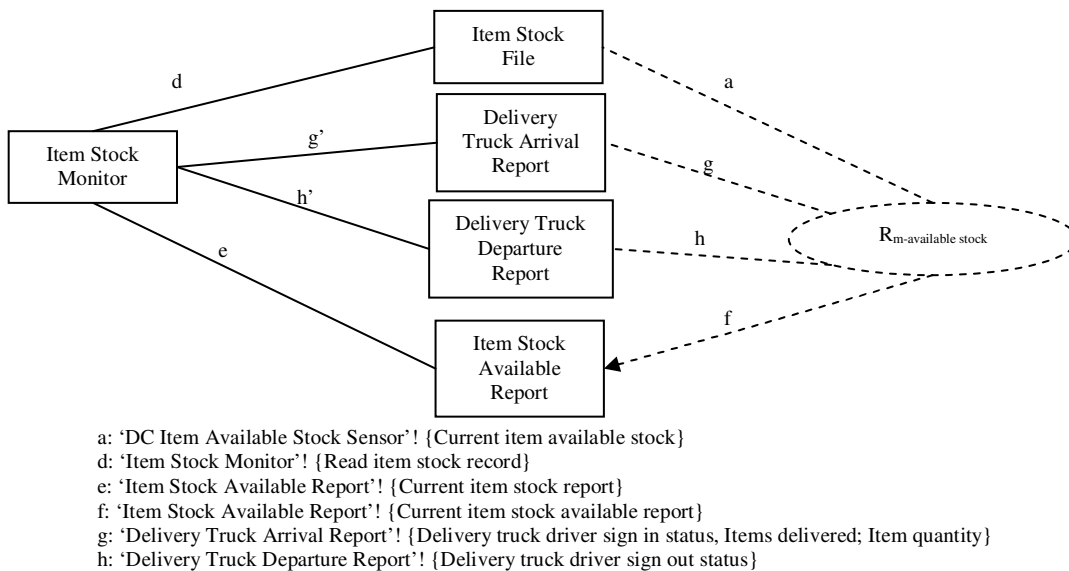 Item Stock
File
d
a
Delivery
Truck Arrival
Report
g’
g
Item Stock
Monitor
h’
Delivery Truck
Departure
Report
h
R_m-available stock
e
f
Item Stock
Available
Report
a: ‘DC Item Available Stock Sensor’! {Current item available stock}
d: ‘Item Stock Monitor’! {Read item stock record}
e: ‘Item Stock Available Report’! {Current item stock report}
f: ‘Item Stock Available Report’! {Current item stock available report}
g: ‘Delivery Truck Arrival Report’! {Delivery truck driver sign in status, Items delivered; Item quantity}
h: ‘Delivery Truck Departure Report’! {Delivery truck driver sign out status}